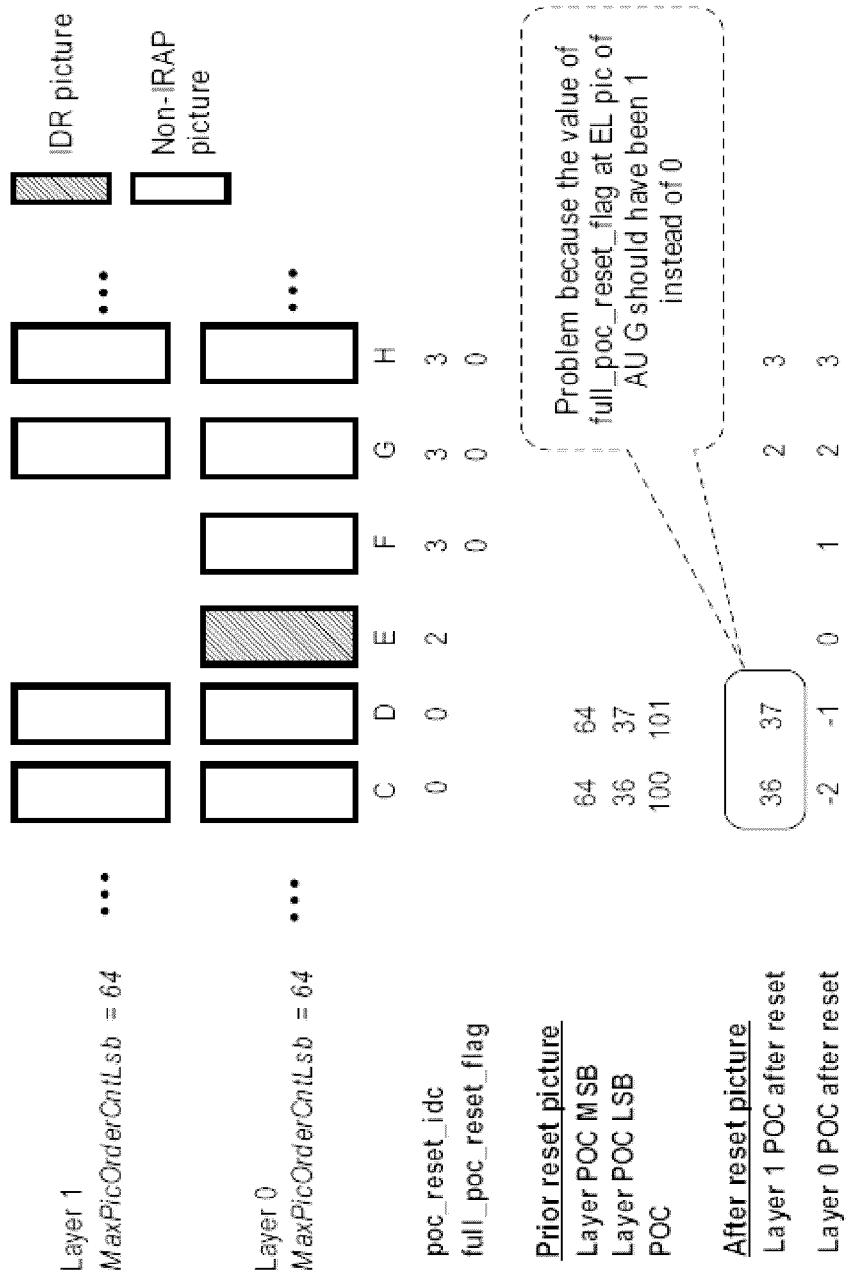 IDR picture
Non-IRAP
picture
Layer 1
MaxPicOrderCntLsb = 64
•••
•••
Layer 0
MaxPicOrderCntLsb = 64
•••
•••
C D E F G H
poc_reset_idc 0 0 2 3 3 3
full_poc_reset_flag 0 0 0
Prior reset picture
Layer POC MSB 64 64
Layer POC LSB 36 37
POC 100 101
Problem because the value of
full_poc_reset_flag at EL pic of
AU G should have been 1
instead of 0
After reset picture
Layer 1 POC after reset 36 37 2 3
Layer 0 POC after reset -2 -1 0 1 2 3